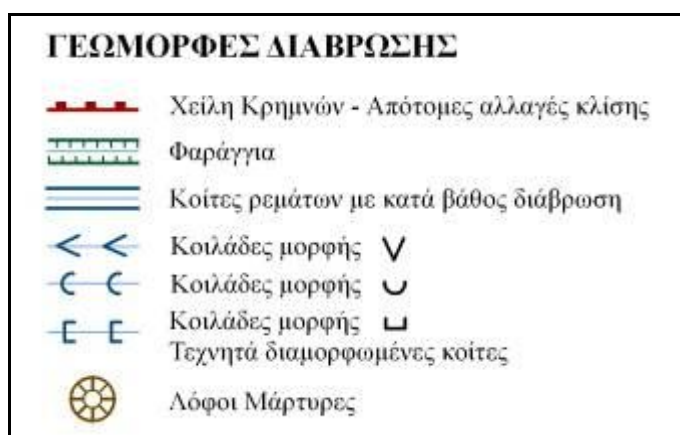 ΓΕΩΜΟΡΦΕΣ ΔΙΑΒΡΩΣΗΣ
Χείλη Κρημνών - Απότομες αλλαγές κλίσης
Φαράγγια
Κοίτες ρεμάτων με κατά βάθος διάβρωση
Κοιλάδες μορφής
Κοιλάδες μορφής
Κοιλάδες μορφής
Τεχνητά διαμορφωμένες κοίτες
Λόφοι Μάρτυρες